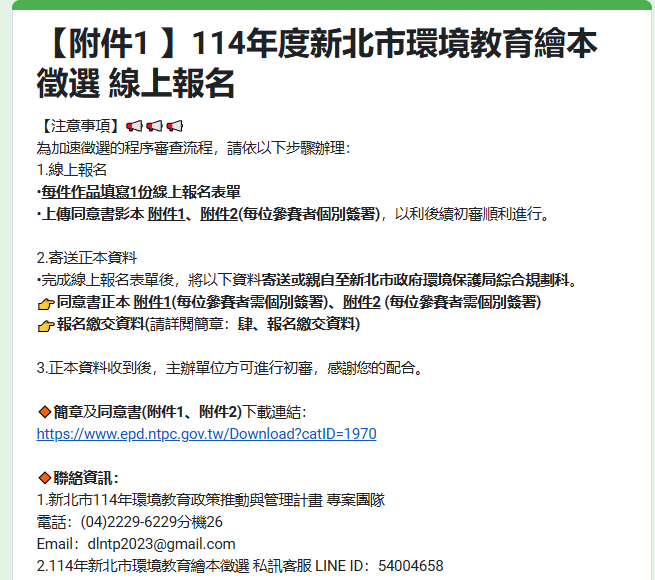 【附件1 】114年度新北市環境教育繪本
徵選 線上報名
【注意事項】📢📢📢
為加速徵選的程序審查流程，請依以下步驟辦理：
1.線上報名
•每件作品填寫1份線上報名表單
•上傳同意書影本 附件1、附件2(每位參賽者個別簽署)，以利後續初審順利進行。
2.寄送正本資料
•完成線上報名表單後，將以下資料寄送或親自至新北市政府環境保護局綜合規劃科。
👉同意書正本 附件1(每位參賽者需個別簽署)、附件2 (每位參賽者需個別簽署)
👉報名繳交資料(請詳閱簡章：肆、報名繳交資料)
3.正本資料收到後，主辦單位方可進行初審，感謝您的配合。
🔶簡章及同意書(附件1、附件2)下載連結：
https://www.epd.ntpc.gov.tw/Download?catID=1970
🔶聯絡資訊：
1.新北市114年環境教育政策推動與管理計畫 專案團隊
電話：(04)2229-6229分機26
Email：dlntp2023@gmail.com
2.114年新北市環境教育繪本徵選 私訊客服 LINE ID：54004658